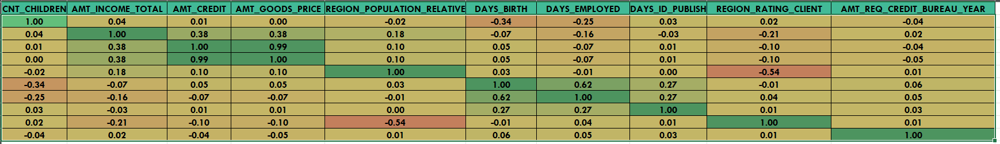 CNT_CHILDREN AMT_INCOME_TOTAL AMT_CREDIT AMT_GOODS_PRICE REGION_POPULATION_RELATIVE DAYS_BIRTH DAYS_EMPLOYED DAYS_ID_PUBLISH REGION_RATING_CLIENT AMT_REQ_CREDIT_BUREAU_YEAR
1.00 0.04 0.01 0.00 -0.02 -0.34 -0.25 0.03 0.02 -0.04
0.04 1.00 0.38 0.38 0.18 -0.07 -0.16 -0.03 -0.21 0.02
0.01 0.38 1.00 0.99 0.10 0.05 -0.07 0.01 -0.10 -0.04
0.00 0.38 0.99 1.00 0.10 0.05 -0.07 0.01 -0.10 -0.05
-0.02 0.18 0.10 0.10 1.00 0.03 -0.01 0.00 -0.54 0.01
-0.34 -0.07 0.05 0.05 0.03 1.00 0.62 0.27 -0.01 0.06
-0.25 -0.16 -0.07 -0.07 -0.01 0.62 1.00 0.27 0.04 0.05
0.03 -0.03 0.01 0.01 0.00 0.27 0.27 1.00 0.01 0.03
0.02 -0.21 -0.10 -0.10 -0.54 -0.01 0.04 0.01 1.00 0.01
-0.04 0.02 -0.04 -0.05 0.01 0.06 0.05 0.03 0.01 1.00